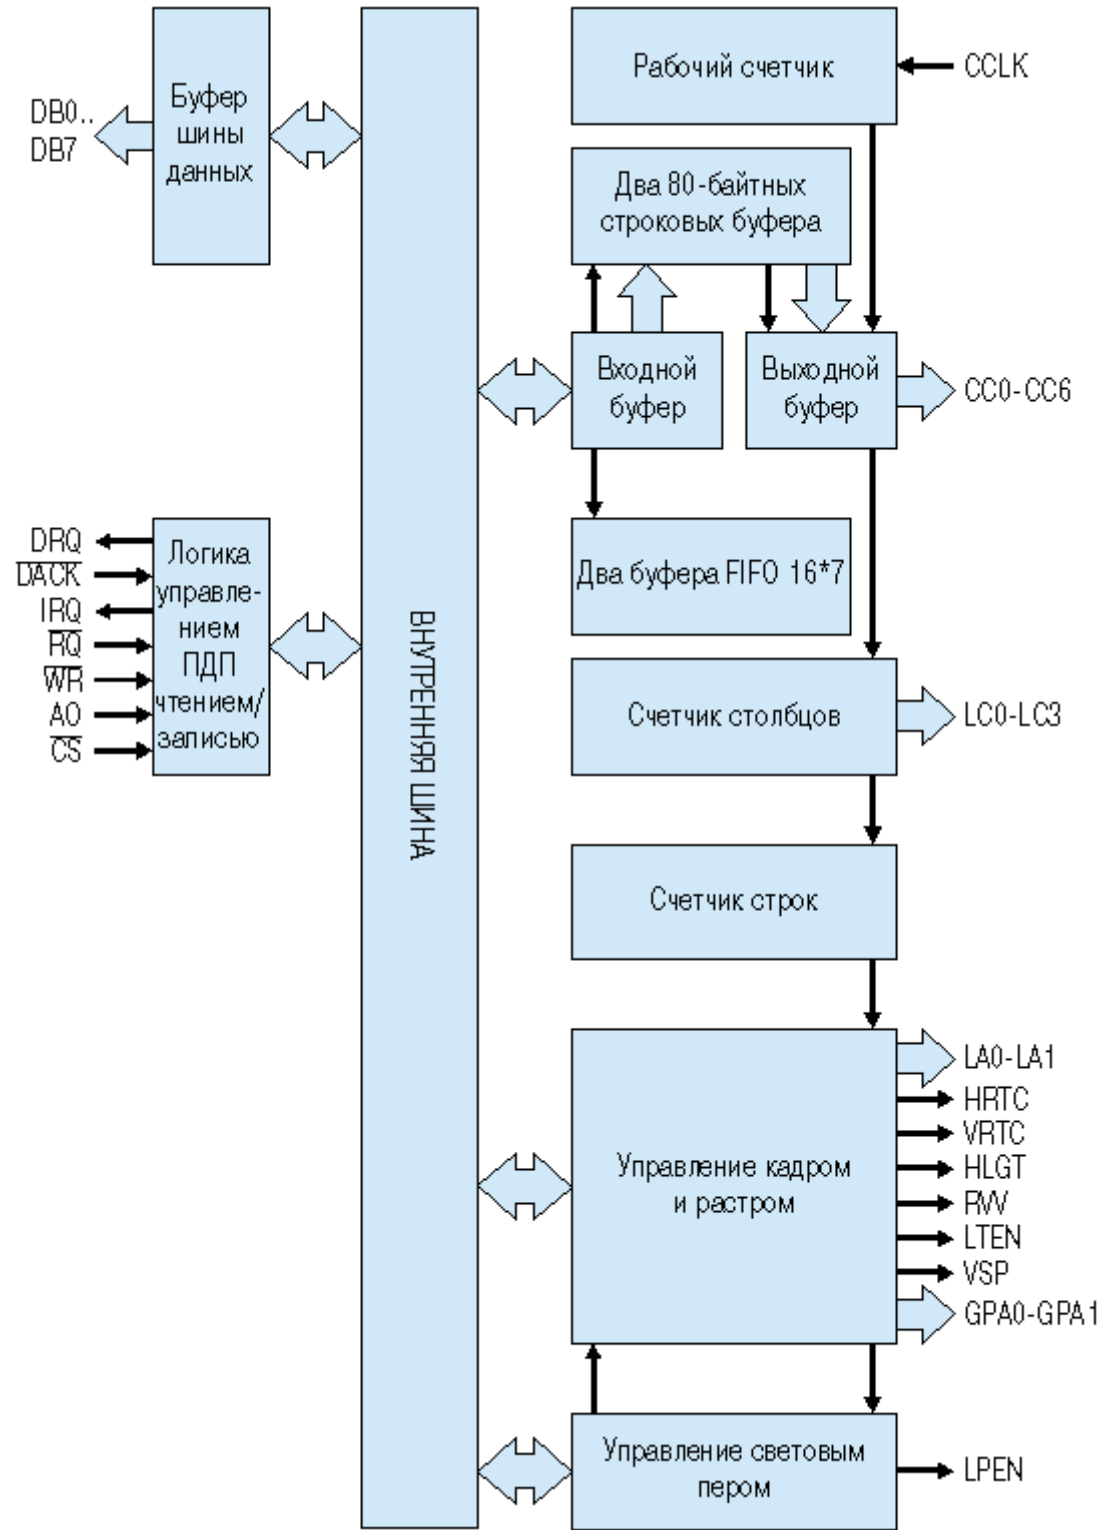 DB0..
DB7
Буфер
шины
данных
DRQ
DACK
IRQ
RQ
WR
A0
CS
Логика
управле-
нием
ПДП
чтением/
записью
ВНУТРЕННЯЯ ШИНА
Рабочий счетчик
CCLK
Два 80-байтных
строковых буфера
Входной
буфер
Выходной
буфер
CC0-CC6
Два буфера FIFO 16*7
Счетчик столбцов
LC0-LC3
Счетчик строк
Управление кадром
и растром
LA0-LA1
HRTC
VRTC
HLGT
RVV
LTEN
VSP
GPA0-GPA1
Управление световым
пером
LPEN